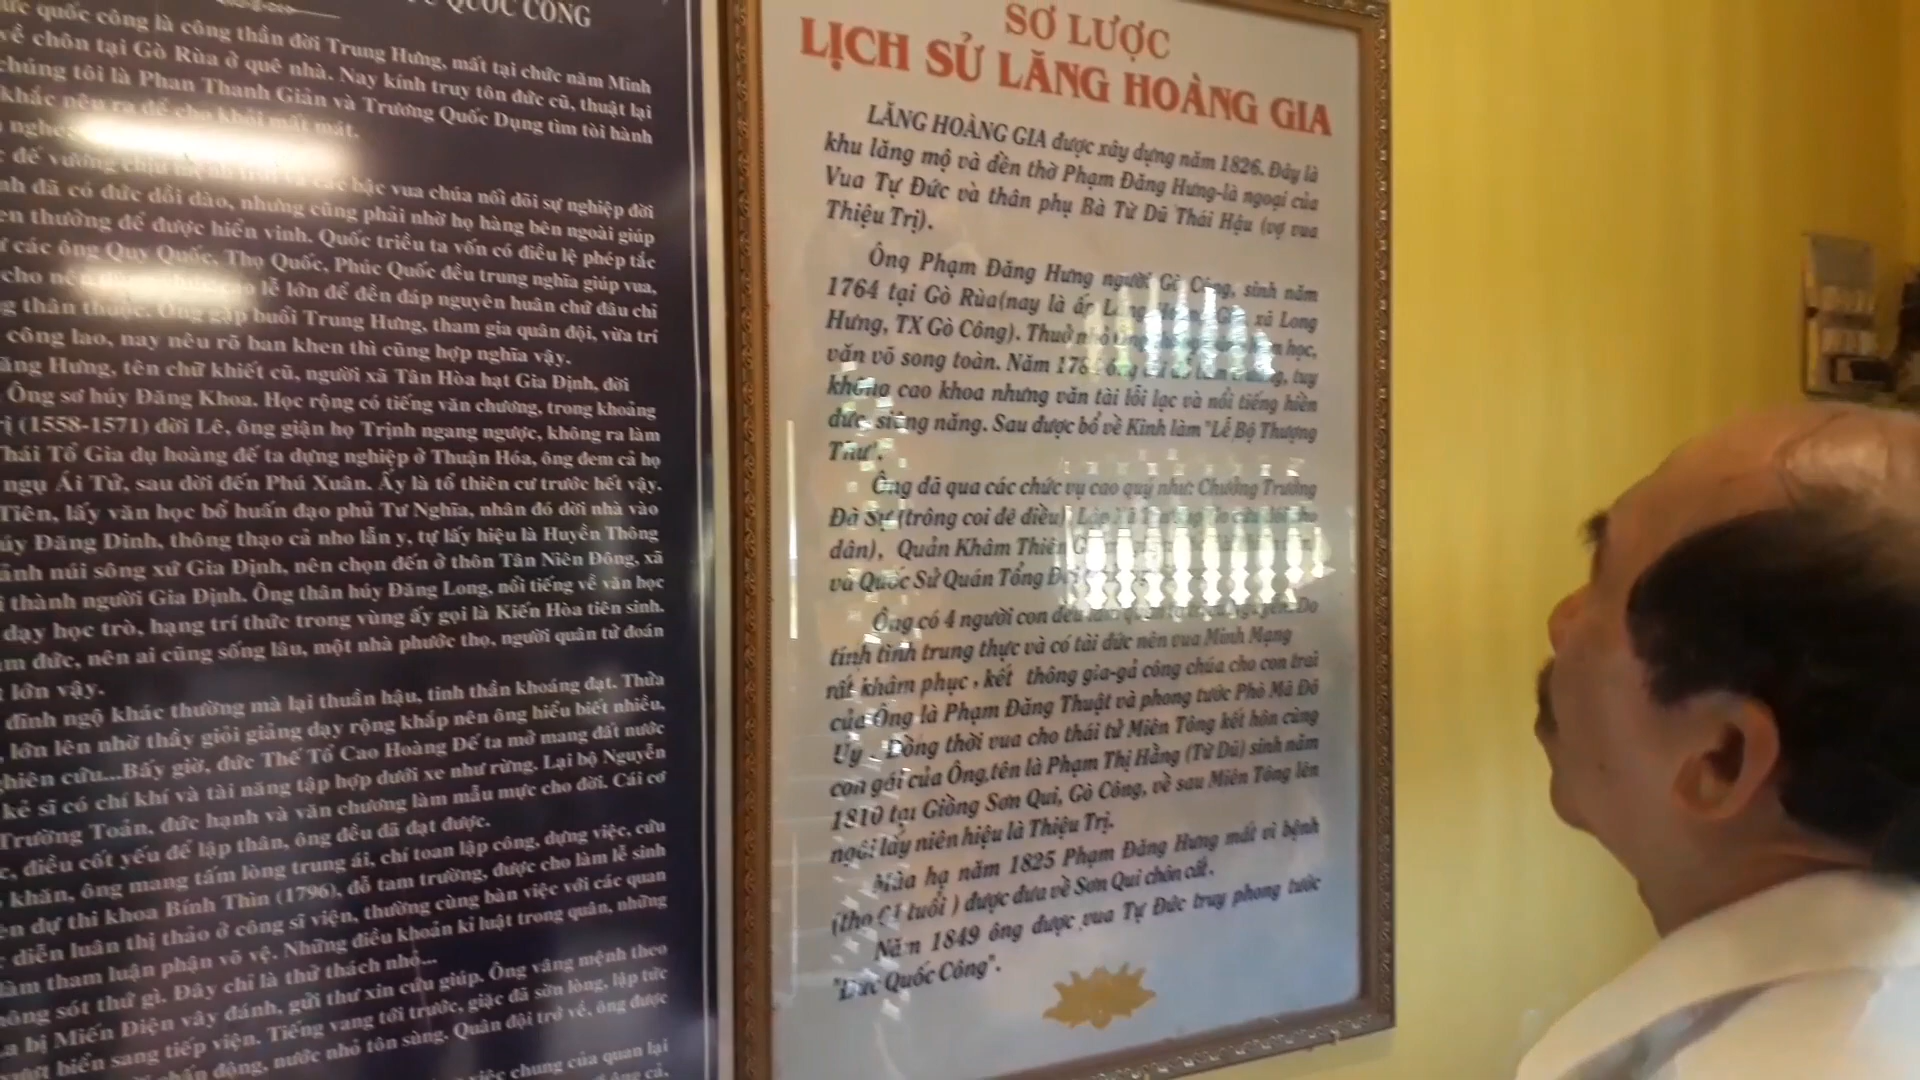 QUỐC CÔNG
quốc công là công thần đời Trung Hưng, mất tại chức năm Minh
về chôn tại Gò Rùa ở quê nhà. Nay kính truy tôn đức cũ, thuật lại
chúng tôi là Phan Thanh Giản và Trương Quốc Dụng tìm tòi hành
khắc nêu ra để cho khỏi mất mát.
đế vương chịu bậc vua chúa nối dõi sự nghiệp đời
đã có đức dồi dào, nhưng cũng phải nhờ họ hàng bên ngoài giúp
thưởng để được hiển vinh. Quốc triều ta vốn có điều lệ phép tắc
các ông Quy Quốc, Thọ Quốc, Phúc Quốc đều trung nghĩa giúp vua,
cho nên lễ lớn để đền đáp nguyên huân chứ đâu chỉ
thân thuộc. Ông gặp buổi Trung Hưng, tham gia quân đội, vừa trí
công lao, nay nêu rõ ban khen thì cũng hợp nghĩa vậy.
Hưng, tên chữ khiết cũ, người xã Tân Hòa hạt Gia Định, đời
Ông sơ húy Đăng Khoa. Học rộng có tiếng văn chương, trong khoảng
(1558-1571) đời Lê, ông giận họ Trịnh ngang ngược, không ra làm
Thái Tổ Gia dụ hoàng đế ta dựng nghiệp ở Thuận Hóa, ông đem cả họ
ngụ Ái Tử, sau dời đến Phú Xuân. Ấy là tổ thiên cư trước hết vậy.
Tiên, lấy văn học bổ huấn đạo phủ Tư Nghĩa, nhân đó dời nhà vào
Đăng Dinh, thông thạo cả nho lẫn y, tự lấy hiệu là Huyền Thông
núi sông xứ Gia Định, nên chọn đến ở thôn Tân Niên Đông, xã
thành người Gia Định. Ông thân húy Đăng Long, nổi tiếng về văn học
dạy học trò, hạng trí thức trong vùng ấy gọi là Kiến Hòa tiên sinh.
đức, nên ai cũng sống lâu, một nhà phước thọ, người quân tử đoán
lớn vậy.
đĩnh ngộ khác thường mà lại thuần hậu, tinh thần khoáng đạt. Thửa
lớn lên nhờ thầy giỏi giảng dạy rộng khắp nên ông hiểu biết nhiều,
cứu...Bấy giờ, đức Thế Tổ Cao Hoàng Đế ta mở mang đất nước
kẻ sĩ có chí khí và tài năng tập hợp dưới xe như rừng. Lại bộ Nguyễn
Trường Toản, đức hạnh và văn chương làm mẫu mực cho đời. Cái cơ
điều cốt yếu để lập thân, ông đều đã đạt được.
khăn, ông mang tấm lòng trung ái, chí toan lập công, dựng việc, cứu
dự thi khoa Bính Thìn (1796), đỗ tam trường, được cho làm lễ sinh
diễn luân thị thảo ở công sĩ viện, thường cùng bàn việc với các quan
làm tham luận phận võ vệ. Những điều khoản kỉ luật trong quân, những
sót thứ gì. Đây chỉ là thử thách nhỏ...
bị Miến Điện vây đánh, gửi thư xin cứu giúp. Ông vâng mệnh theo
biển sang tiếp viện. Tiếng vang tới trước, giặc đã sờn lòng, lập tức
động, nước nhỏ tôn sùng. Quân đội trở về, ông được
việc chung của quan lại
SƠ LƯỢC
LỊCH SỬ LĂNG HOÀNG GIA
LĂNG HOÀNG GIA được xây dựng năm 1826. Đây là
khu lăng mộ và đền thờ Phạm Đăng Hưng-là ngoại của
Vua Tự Đức và thân phụ Bà Từ Dũ Thái Hậu (vợ vua
Thiệu Trị).
Ông Phạm Đăng Hưng người Gò Công, sinh năm
1764 tại Gò Rùa(nay là ấp Lăng Hoàng Gia, xã Long
Hưng, TX Gò Công). Thuở nhỏ học,
văn võ song toàn. Năm tuy
không cao khoa nhưng văn tài lỗi lạc và nổi tiếng hiền
đức, siêng năng. Sau được bổ về Kinh làm "Lễ Bộ Thượng
Thư".
Ông đã qua các chức vụ cao quý như: Chưởng Trưởng
Đà Sự (trông coi đê điều) cho
dân), Quản Khâm Thiên
và Quốc Sử Quán Tổng
Ông có 4 người con đều Do
tính tình trung thực và có tài đức nên vua Minh Mạng
rất khâm phục, kết thông gia-gả công chúa cho con trai
của Ông là Phạm Đăng Thuật và phong tước Phò Mã Đô
Úy. Đồng thời vua cho thái tử Miên Tông kết hôn cùng
con gái của Ông,tên là Phạm Thị Hằng (Từ Dũ) sinh năm
1810 tại Giồng Sơn Qui, Gò Công, về sau Miên Tông lên
ngôi lấy niên hiệu là Thiệu Trị.
Mùa hạ năm 1825 Phạm Đăng Hưng mất vì bệnh
(thọ 61 tuổi) được đưa về Sơn Qui chôn cất.
Năm 1849 ông được vua Tự Đức truy phong tước
"Đức Quốc Công".